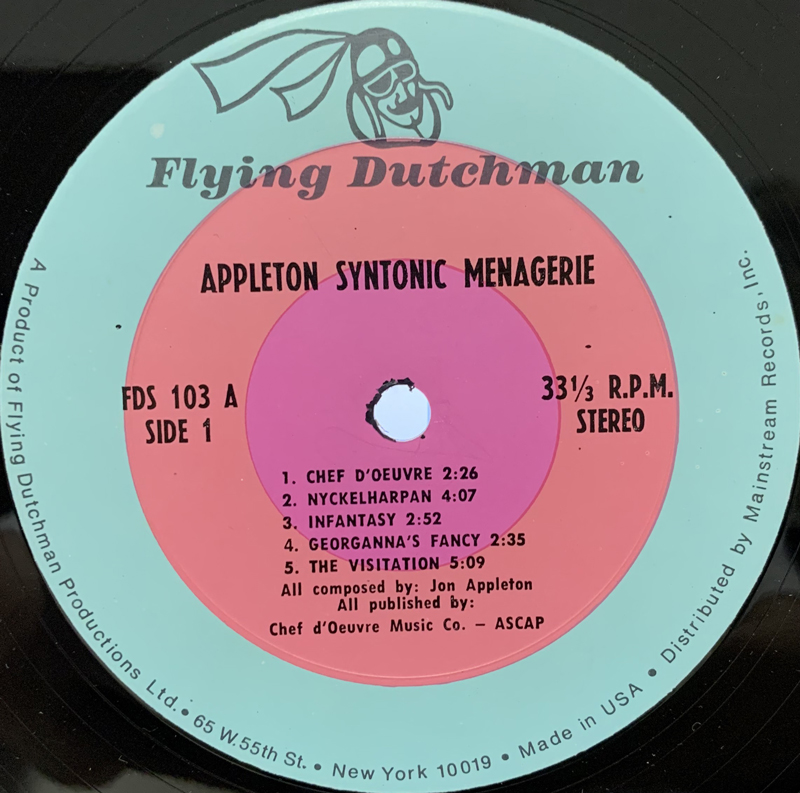 Flying Dutchman
APPLETON SYNTONIC MENAGERIE
FDS 103 A
SIDE 1
33⅓ R.P.M.
STEREO
1. CHEF D'OEUVRE 2:26
2. NYCKELHARPAN 4:07
3. INFANTASY 2:52
4. GEORGANNA'S FANCY 2:35
5. THE VISITATION 5:09
All composed by: Jon Appleton
All published by:
Chef d'Oeuvre Music Co. — ASCAP
A Product of Flying Dutchman Productions Ltd. • 65 W. 55th St. • New York 10019 • Made in USA • Distributed by Mainstream Records, Inc.